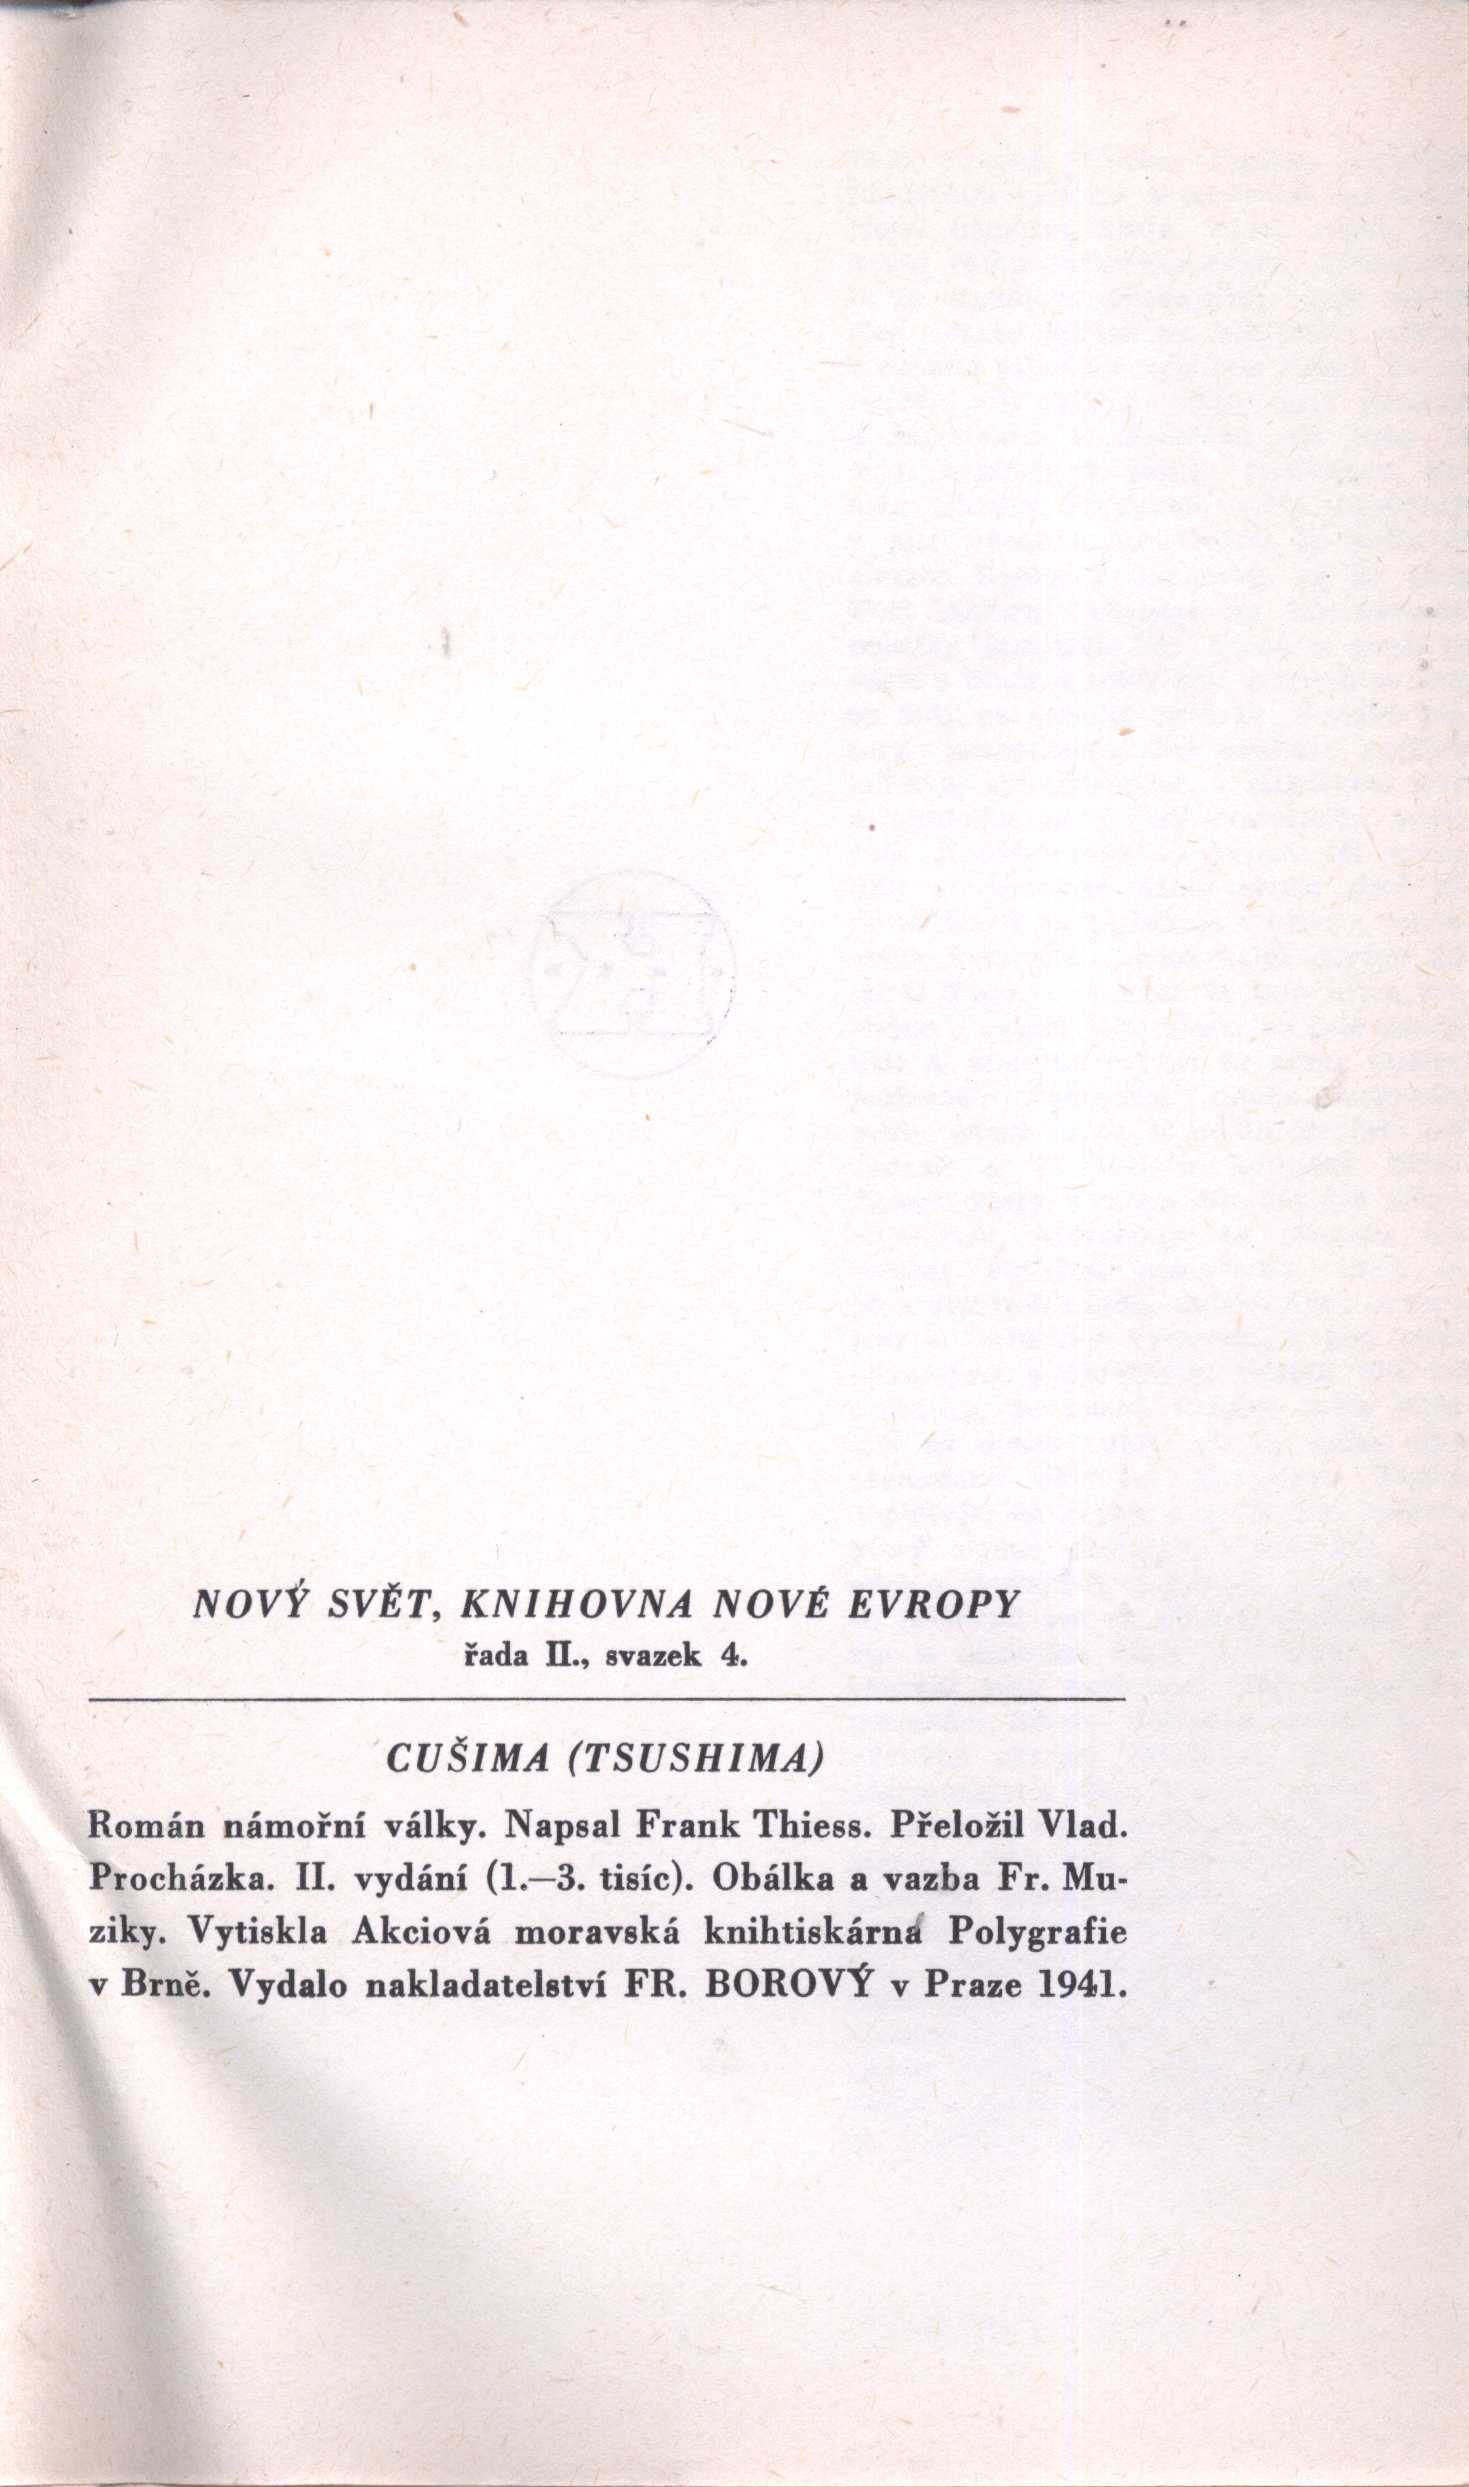 NOVÝ SVĚT, KNIHOVNA NOVÉ EVROPY
řada II., svazek 4.
CUŠIMA (TSUSHIMA)
Román námořní války. Napsal Frank Thiess. Přeložil Vlad.
Procházka. II. vydání (1.—3. tisíc). Obálka a vazba Fr. Mu-
ziky. Vytiskla Akciová moravská knihtiskárna Polygrafie
v Brně. Vydalo nakladatelství FR. BOROVÝ v Praze 1941.